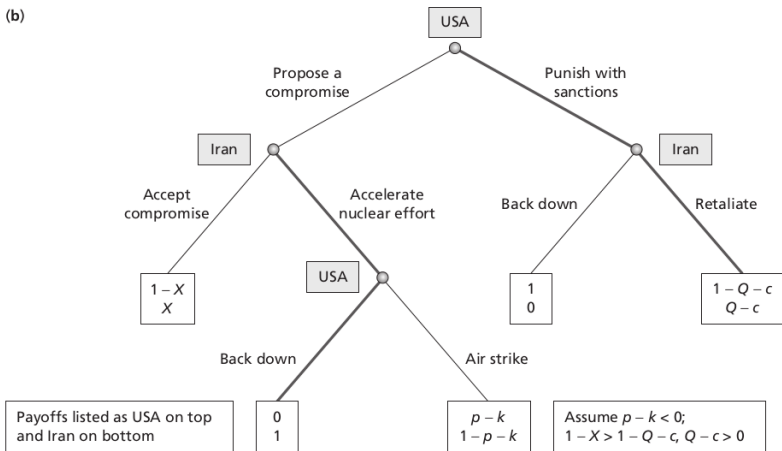 (b)
USA
Propose a
compromise
Punish with
sanctions
Iran
Iran
Accept
compromise
Accelerate
nuclear effort
Back down
Retaliate
USA
1 – X
X
1
0
1 – Q – c
Q – c
Back down
Air strike
Payoffs listed as USA on top
and Iran on bottom
0
1
p – k
1 – p – k
Assume p – k < 0;
1 – X > 1 – Q – c, Q – c > 0